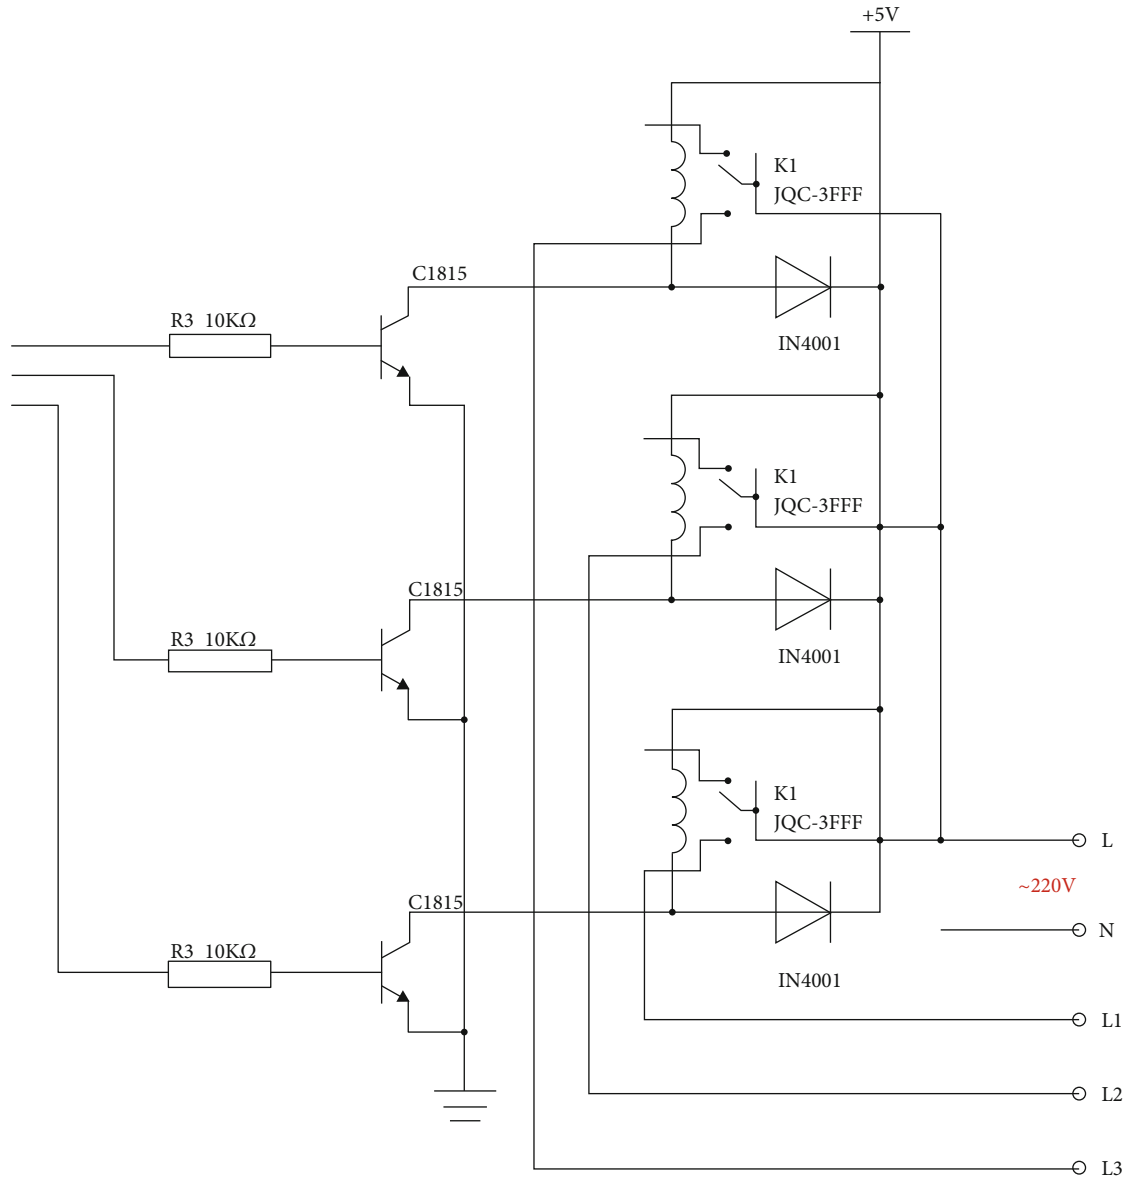 +5V
K1
JQC-3FFF
C1815
R3 10KΩ
IN4001
K1
JQC-3FFF
C1815
R3 10KΩ
IN4001
K1
JQC-3FFF
L
~220V
C1815
N
R3 10KΩ
IN4001
L1
L2
L3